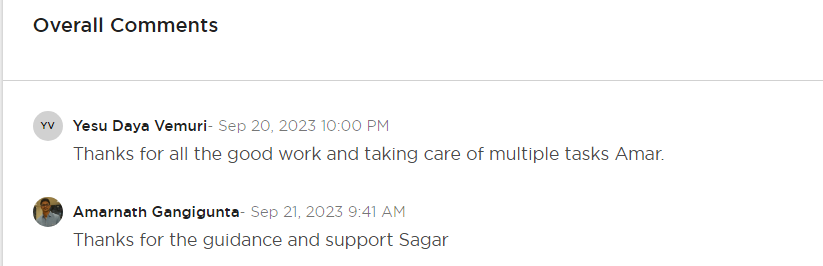 Overall Comments
YV
Yesu Daya Vemuri- Sep 20, 2023 10:00 PM
Thanks for all the good work and taking care of multiple tasks Amar.
Amarnath Gangigunta- Sep 21, 2023 9:41 AM
Thanks for the guidance and support Sagar